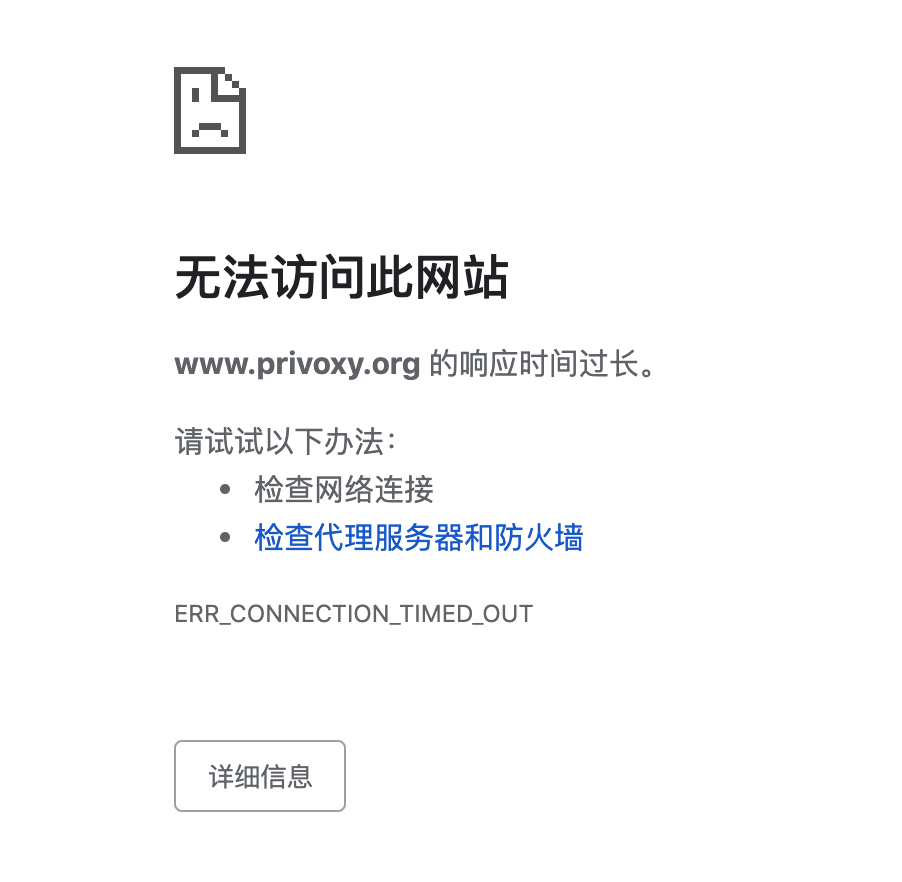 无法访问此网站
www.privoxy.org 的响应时间过长。
请试试以下办法：
检查网络连接
检查代理服务器和防火墙
ERR_CONNECTION_TIMED_OUT
详细信息